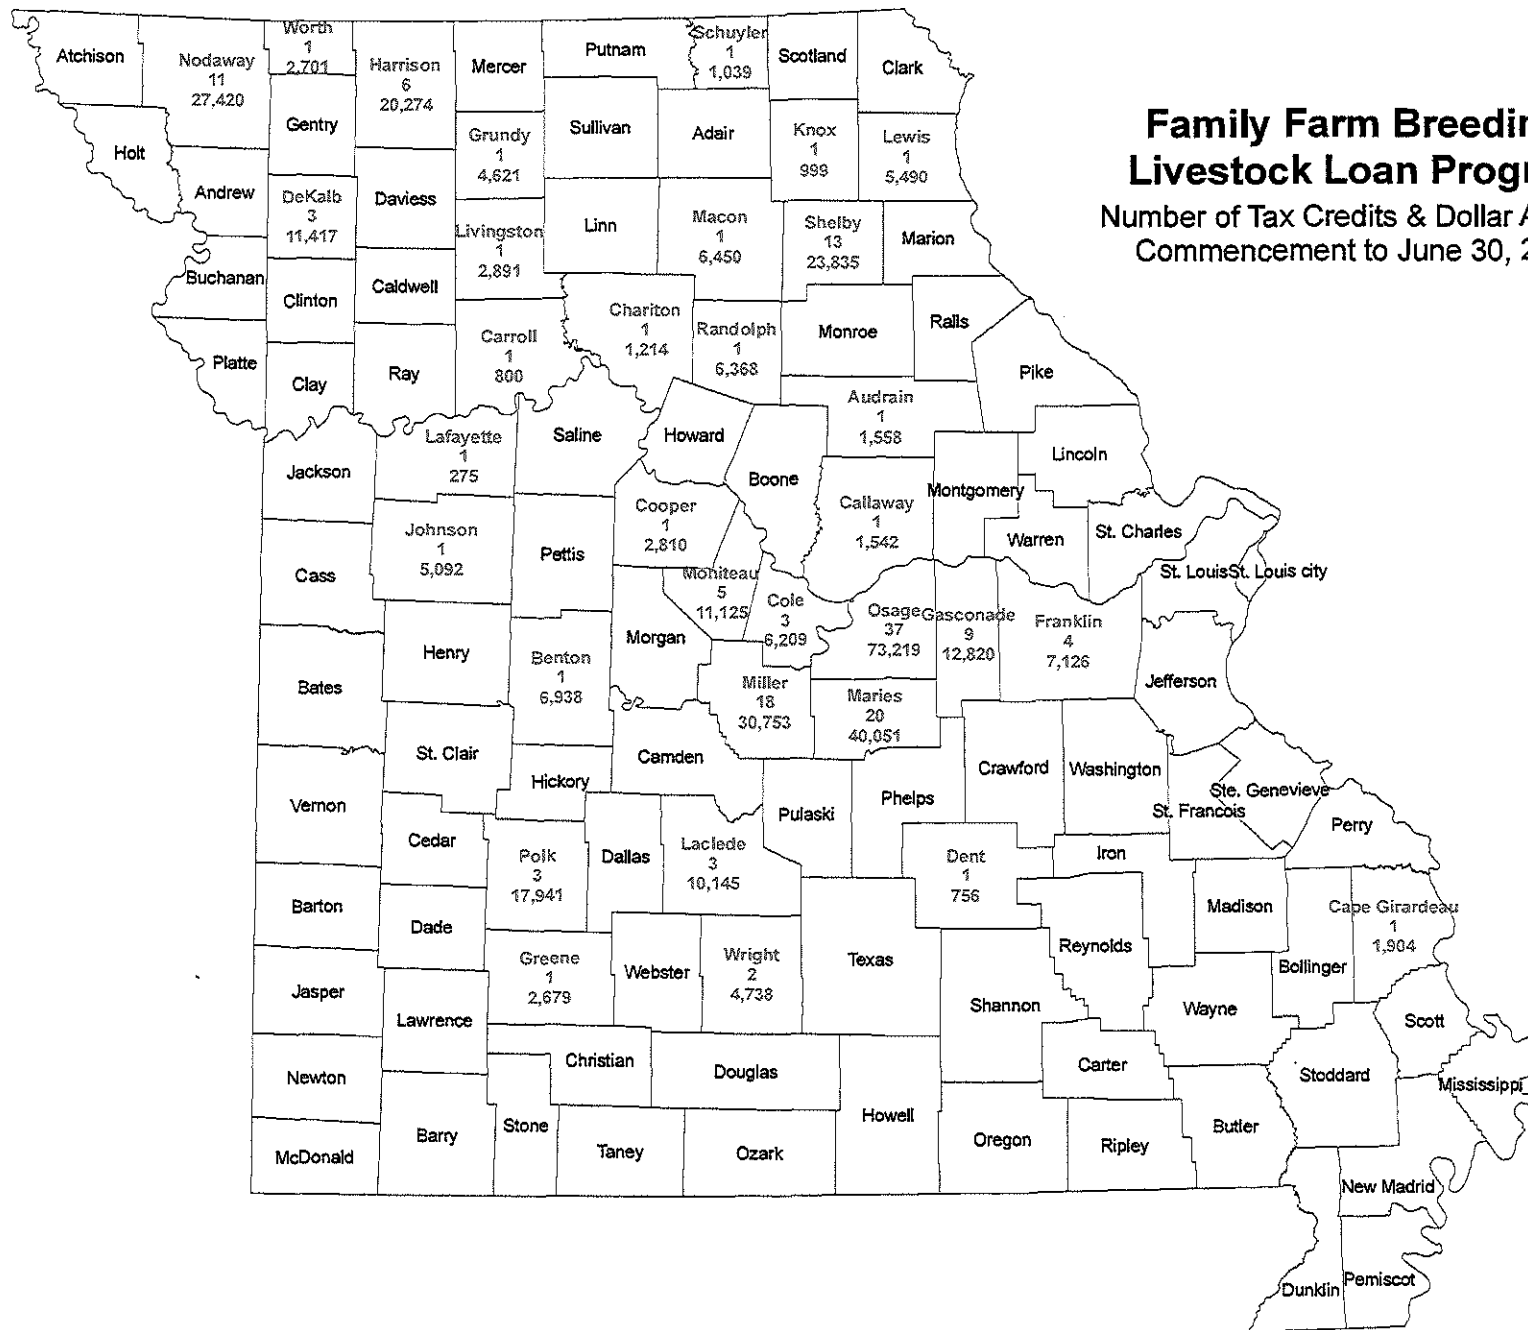 Family Farm Breedin
Livestock Loan Progr
Number of Tax Credits & Dollar A
Commencement to June 30, 2
Atchison
Nodaway
11
27,420
Worth
1
2,701
Harrison
6
20,274
Mercer
Putnam
Schuyler
1
1,039
Scotland
Clark
Holt
Gentry
Grundy
1
4,621
Sullivan
Adair
Knox
1
999
Lewis
1
5,490
Andrew
DeKalb
3
11,417
Daviess
Livingston
1
2,891
Linn
Macon
1
6,450
Shelby
13
23,835
Marion
Buchanan
Clinton
Caldwell
Chariton
1
1,214
Randolph
1
6,368
Monroe
Ralls
Platte
Clay
Ray
Carroll
1
800
Pike
Audrain
1
1,558
Jackson
Lafayette
1
275
Saline
Howard
Boone
Lincoln
Cooper
1
2,810
Callaway
1
1,542
Montgomery
Warren
St. Charles
St. Louis
St. Louis city
Cass
Johnson
1
5,092
Pettis
Moniteau
5
11,125
Cole
3
6,209
Osage
37
73,219
Gasconade
9
12,820
Franklin
4
7,126
Jefferson
Bates
Henry
Benton
1
6,938
Morgan
Miller
18
30,753
Maries
20
40,051
St. Clair
Hickory
Camden
Crawford
Washington
Ste. Genevieve
St. Francois
Perry
Vernon
Cedar
Polk
3
17,941
Dallas
Laclede
3
10,145
Pulaski
Phelps
Dent
1
756
Iron
Madison
Cape Girardeau
1
1,904
Barton
Dade
Greene
1
2,679
Webster
Wright
2
4,738
Texas
Reynolds
Bollinger
Jasper
Lawrence
Shannon
Wayne
Scott
Newton
Christian
Douglas
Carter
Stoddard
Mississippi
McDonald
Barry
Stone
Taney
Ozark
Howell
Oregon
Ripley
Butler
New Madrid
Dunklin
Pemiscot